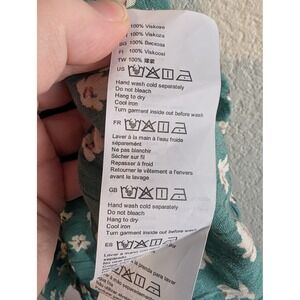 100% Viskose
100% Viskoza
BG 100% Вискоза
FI 100% Viskoosi
TW 100% 嫘縈
US
Hand wash cold separately
Do not bleach
Hang to dry
Cool iron
Turn garment inside out before wash
FR
Laver à la main à l'eau froide
séparément
Ne pas blanchir
Sécher sur fil
Repasser à froid
Retourner le vêtement à l'envers
avant le lavage
GB
Hand wash cold separately
Do not bleach
Hang to dry
Cool iron
Turn garment inside out before wash
ES
prenda para lavar